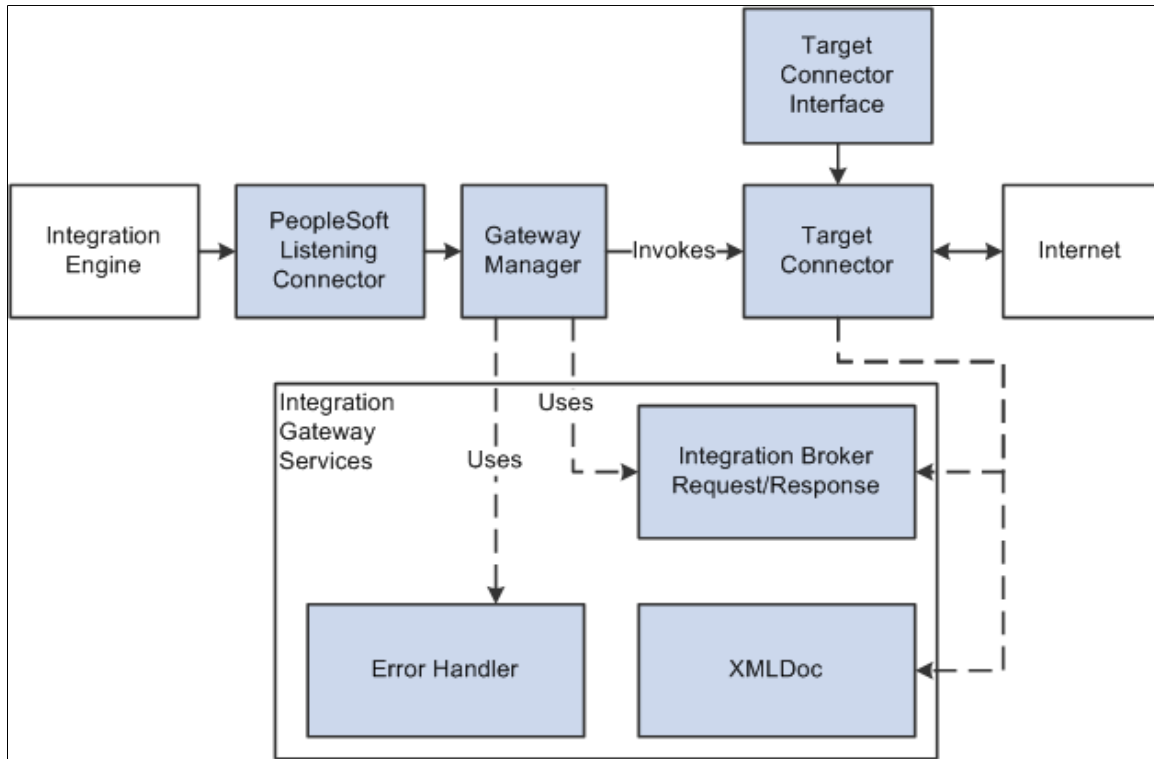 Target
Connector
Interface
Integration
Engine
PeopleSoft
Listening
Connector
Gateway
Manager
Invokes
Target
Connector
Internet
Integration
Gateway
Services
Uses
Uses
Integration Broker
Request/Response
Error Handler
XMLDoc